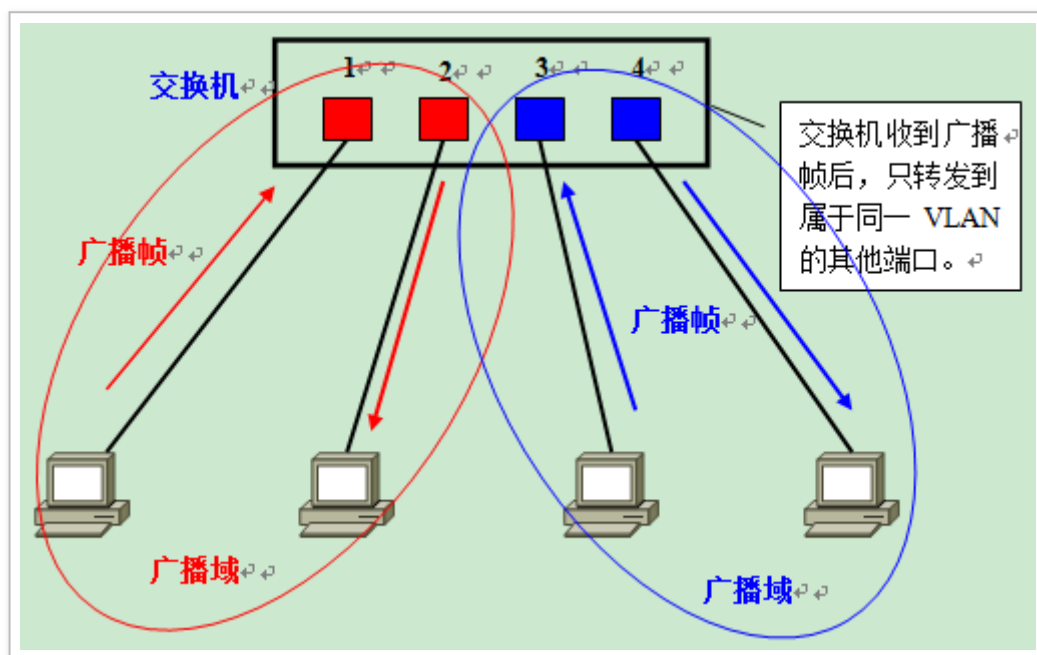 1↵ ↵
2↵ ↵
3↵ ↵
4↵ ↵
交换机↵ ↵
交换机收到广播↵
帧后，只转发到
属于同一 VLAN
的其他端口。↵
广播帧↵ ↵
广播帧↵ ↵
广播域↵ ↵
广播域↵ ↵